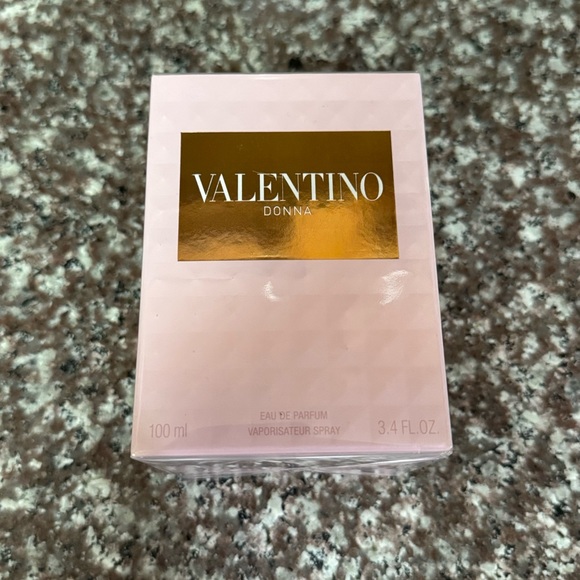 VALENTINO
DONNA
EAU DE PARFUM
100 ml VAPORISATEUR SPRAY 3.4 FL.OZ.